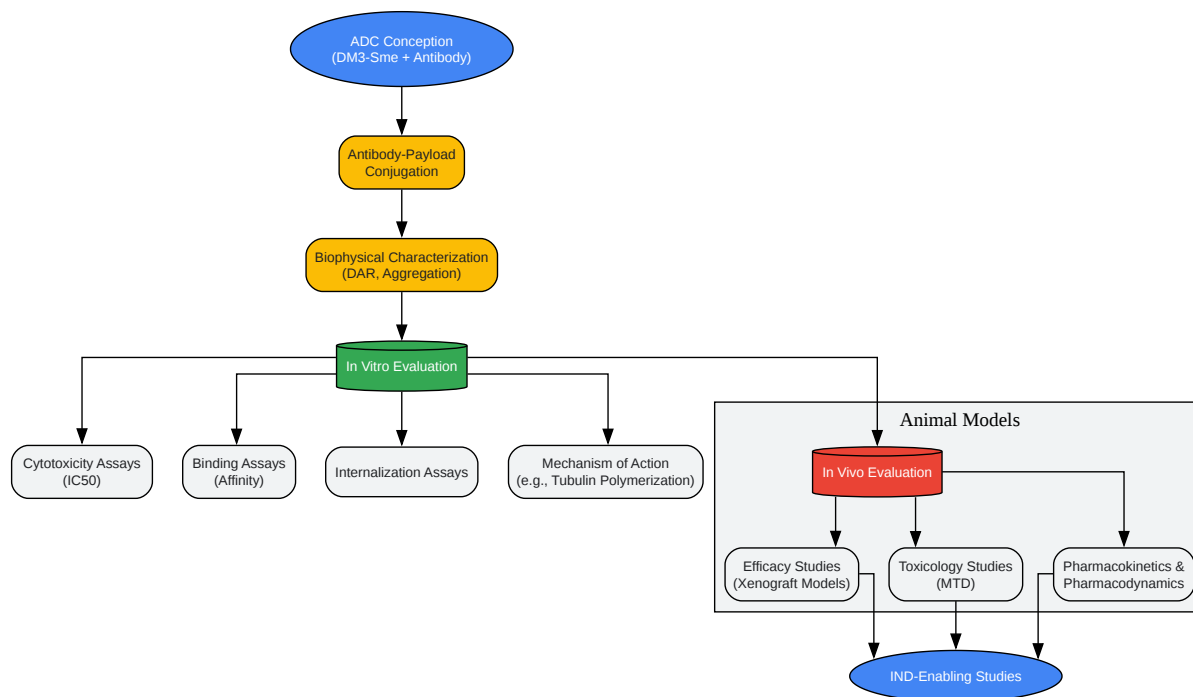 ADC Conception
(DM3-Sme + Antibody)
Antibody-Payload
Conjugation
Biophysical Characterization
(DAR, Aggregation)
In Vitro Evaluation
Cytotoxicity Assays
(IC50)
Binding Assays
(Affinity)
Internalization Assays
Mechanism of Action
(e.g., Tubulin Polymerization)
Animal Models
In Vivo Evaluation
Efficacy Studies
(Xenograft Models)
Toxicology Studies
(MTD)
Pharmacokinetics &
Pharmacodynamics
IND-Enabling Studies